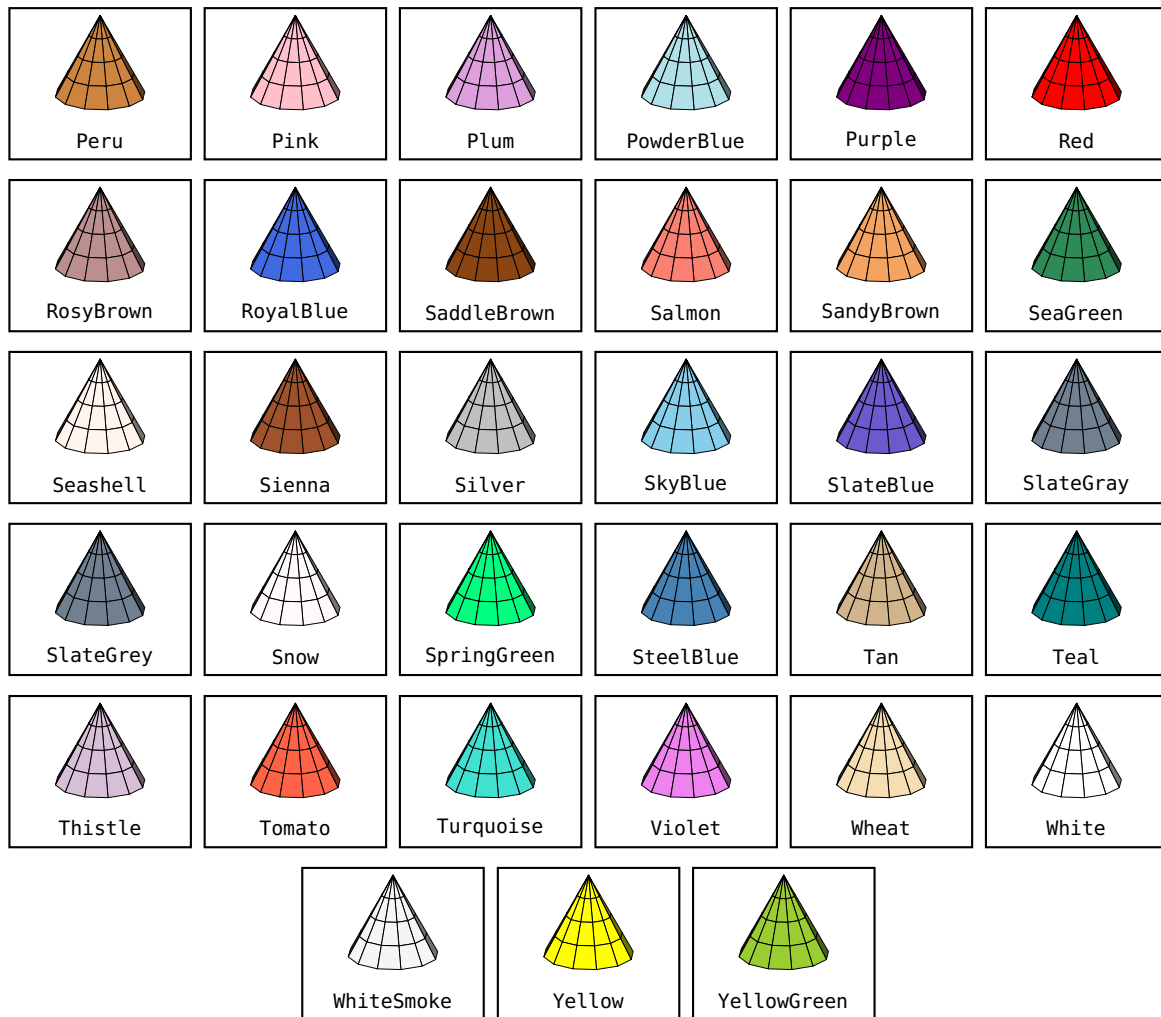 Peru Pink Plum PowderBlue Purple Red
RosyBrown RoyalBlue SaddleBrown Salmon SandyBrown SeaGreen
Seashell Sienna Silver SkyBlue SlateBlue SlateGray
SlateGrey Snow SpringGreen SteelBlue Tan Teal
Thistle Tomato Turquoise Violet Wheat White
WhiteSmoke Yellow YellowGreen